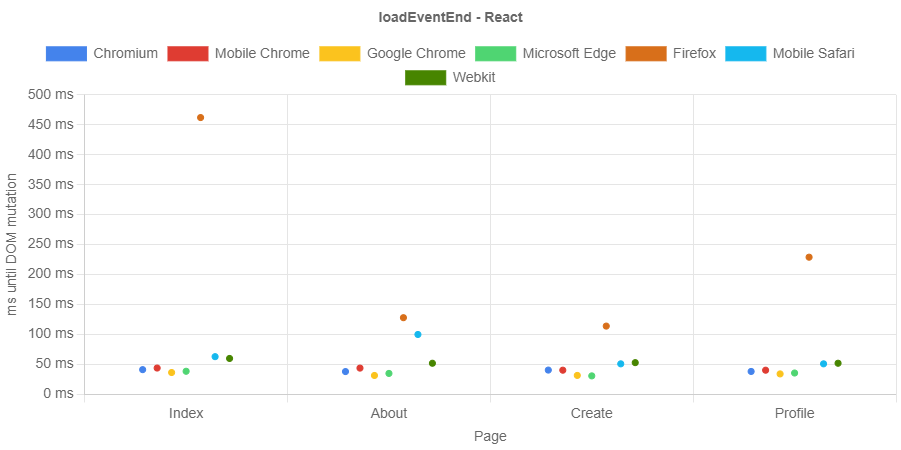 loadEventEnd - React
Chromium Mobile Chrome Google Chrome Microsoft Edge Firefox Mobile Safari
Webkit
ms until DOM mutation
500 ms
450 ms
400 ms
350 ms
300 ms
250 ms
200 ms
150 ms
100 ms
50 ms
0 ms
Index About Create Profile
Page